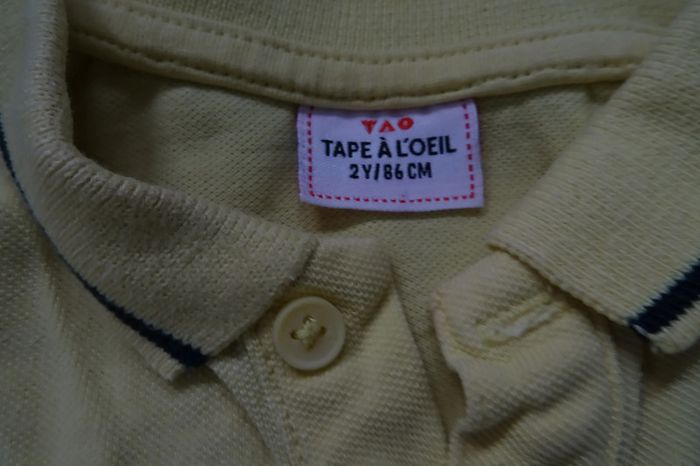 TAO
TAPE À L'OEIL
2Y/86 CM